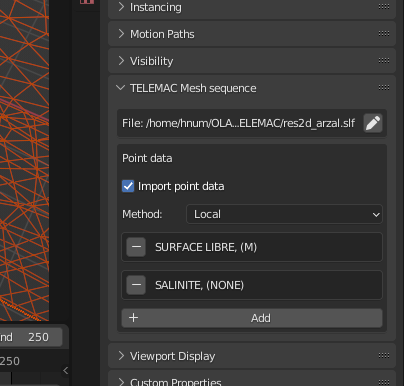 Instancing
Motion Paths
Visibility
TELEMAC Mesh sequence
File: /home/hnum/OLA...ELEMAC/res2d_arzal.slf
Point data
Import point data
Method: Local
SURFACE LIBRE, (M)
SALINITE, (NONE)
Add
nd 250
250
Viewport Display
Custom Properties